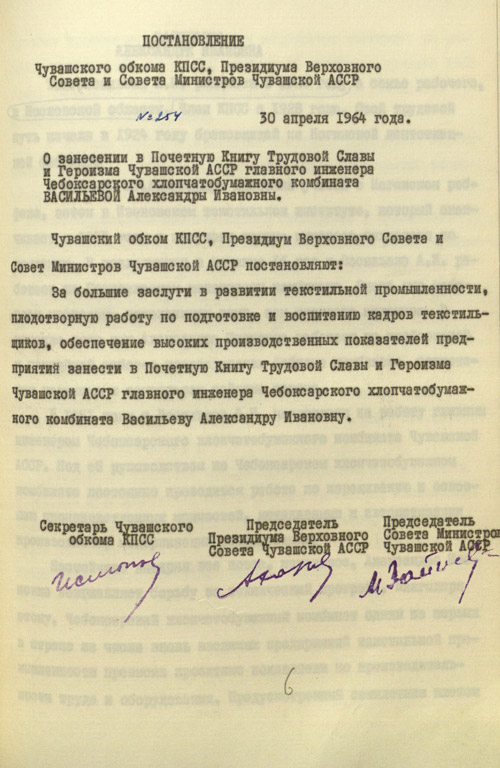 ПОСТАНОВЛЕНИЕ
Чувашского обкома КПСС, Президиума Верховного
Совета и Совета Министров Чувашской АССР
№ 254
30 апреля 1964 года.
О занесении в Почетную Книгу Трудовой Славы
и Героизма Чувашской АССР главного инженера
Чебоксарского хлопчатобумажного комбината
ВАСИЛЬЕВОЙ Александры Ивановны.
Чувашский обком КПСС, Президиум Верховного Совета и
Совет Министров Чувашской АССР постановляют:
За большие заслуги в развитии текстильной промышленности,
плодотворную работу по подготовке и воспитанию кадров текстиль-
щиков, обеспечение высоких производственных показателей пред-
приятий занести в Почетную Книгу Трудовой Славы и Героизма
Чувашской АССР главного инженера Чебоксарского хлопчатобумаж-
ного комбината Васильеву Александру Ивановну.
Секретарь Чувашского
обкома КПСС
Председатель
Президиума Верховного
Совета Чувашской АССР
Председатель
Совета Министров
Чувашской АССР
6